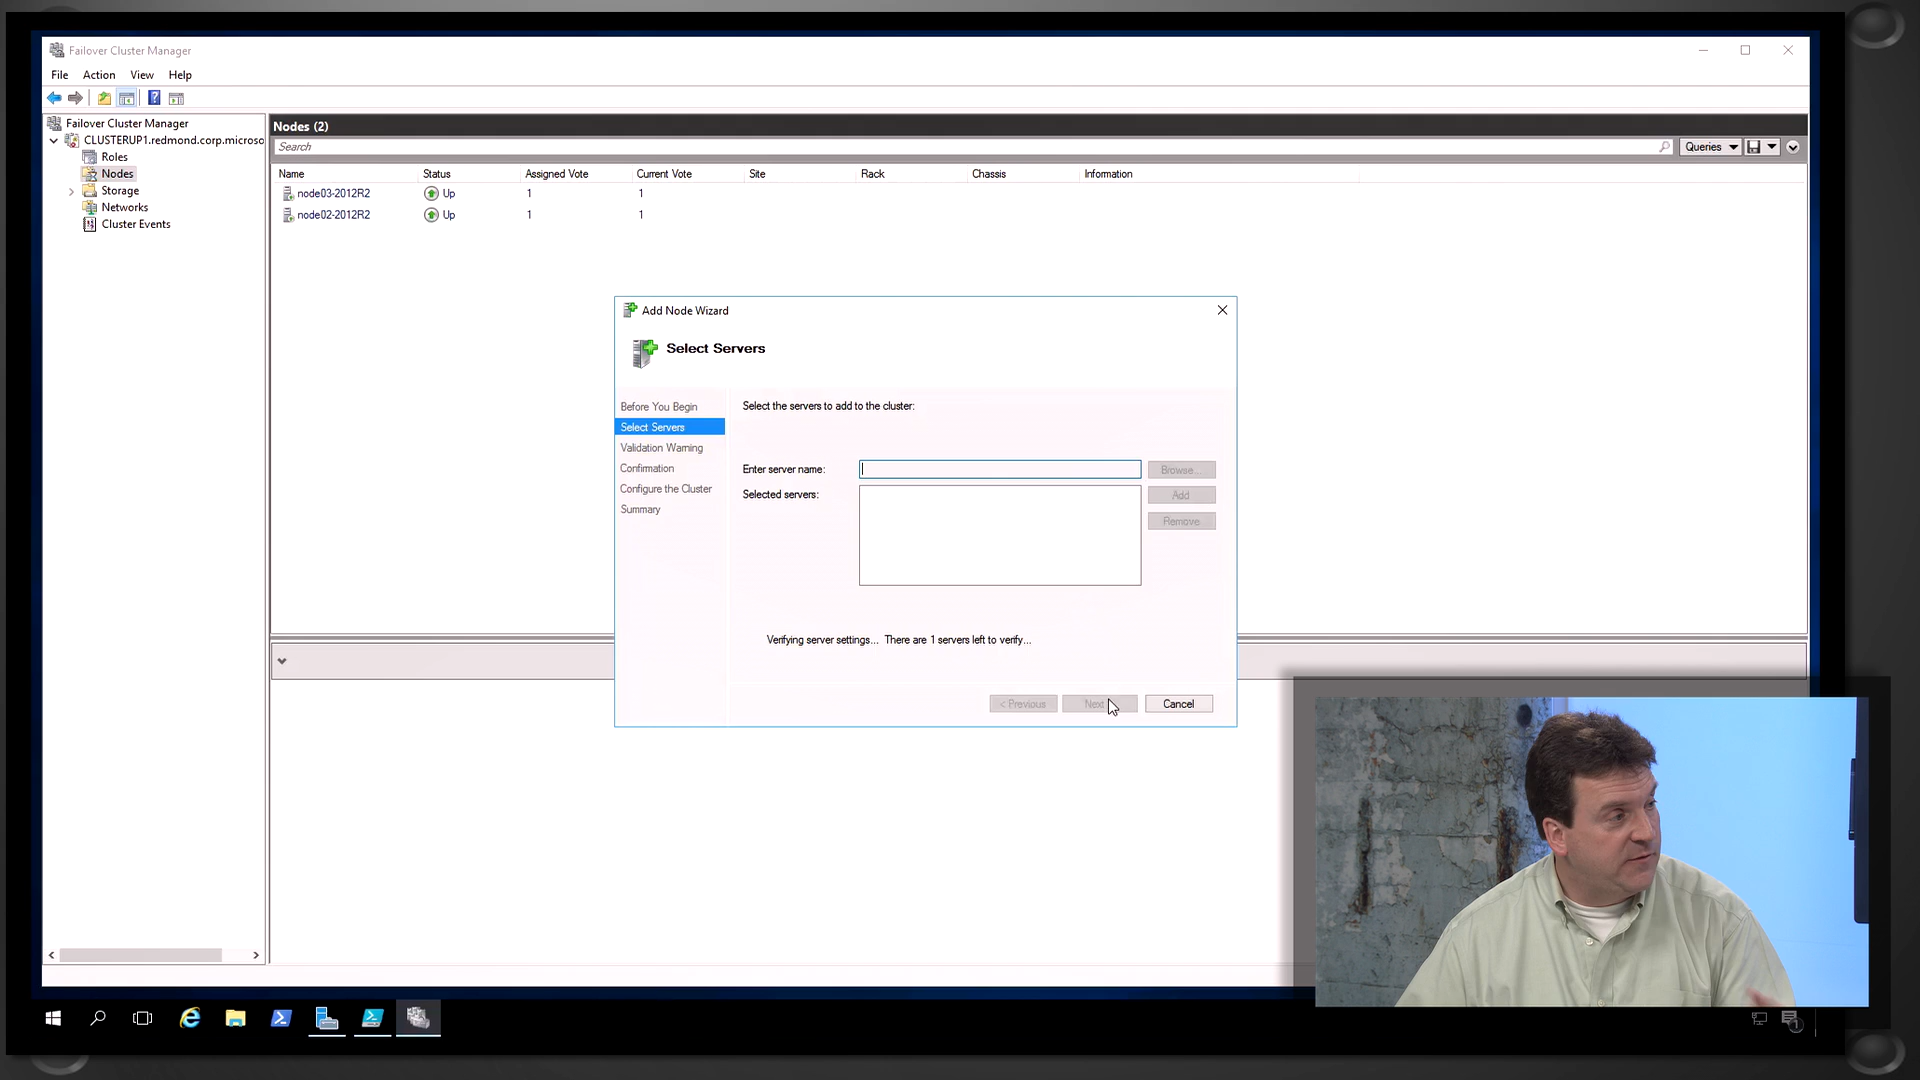 Failover Cluster Manager
File Action View Help
Failover Cluster Manager
CLUSTERUP1.redmond.corp.microso
Roles
Nodes
Storage
Networks
Cluster Events
Nodes (2)
Search
Queries
Name Status Assigned Vote Current Vote Site Rack Chassis Information
node03-2012R2 Up 1 1
node02-2012R2 Up 1 1
Add Node Wizard
Select Servers
Before You Begin
Select Servers
Validation Warning
Confirmation
Configure the Cluster
Summary
Select the servers to add to the cluster:
Enter server name:
Browse...
Selected servers:
Add
Remove
Verifying server settings... There are 1 servers left to verify...
< Previous
Next
Cancel
1